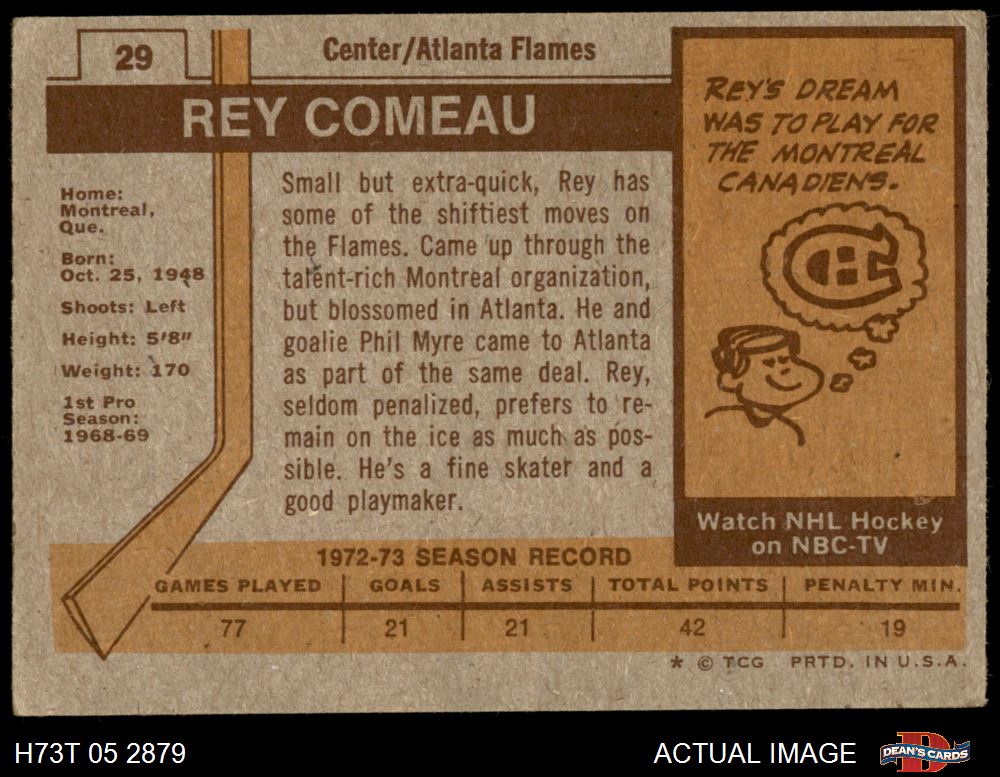 29
Center/Atlanta Flames
REY COMEAU
Home:
Montreal,
Que.
Born:
Oct. 25, 1948
Shoots: Left
Height: 5'8"
Weight: 170
1st Pro
Season:
1968-69
Small but extra-quick, Rey has
some of the shiftiest moves on
the Flames. Came up through the
talent-rich Montreal organization,
but blossomed in Atlanta. He and
goalie Phil Myre came to Atlanta
as part of the same deal. Rey,
seldom penalized, prefers to re-
main on the ice as much as pos-
sible. He's a fine skater and a
good playmaker.
REY'S DREAM
WAS TO PLAY FOR
THE MONTREAL
CANADIENS.
CH
Watch NHL Hockey
on NBC-TV
1972-73 SEASON RECORD
GAMES PLAYED GOALS ASSISTS TOTAL POINTS PENALTY MIN.
77 21 21 42 19
* © TCG PRTD. IN U.S.A.
H73T 05 2879
ACTUAL IMAGE
D
DEAN'S CARDS